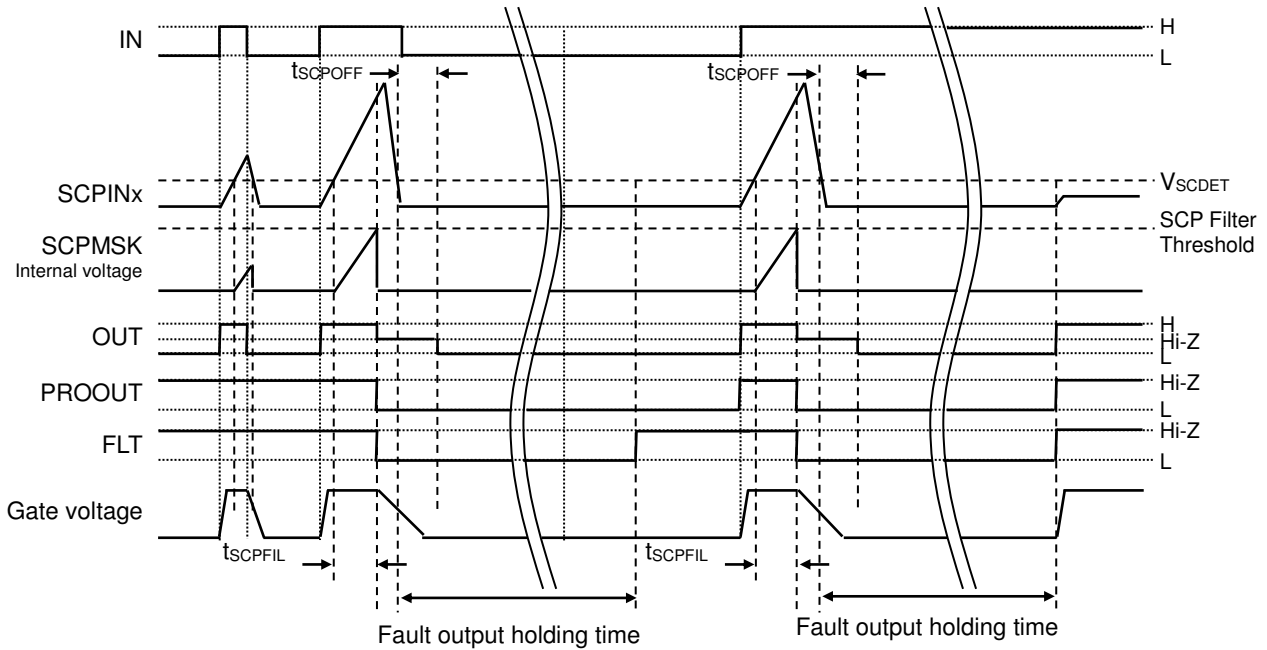 IN
H
L
tSCPOFF
tSCPOFF
SCPINx
VSCDET
SCPMSK
Internal voltage
SCP Filter
Threshold
OUT
H
Hi-Z
L
PROOUT
Hi-Z
L
FLT
Hi-Z
L
Gate voltage
tSCPFIL
tSCPFIL
Fault output holding time
Fault output holding time